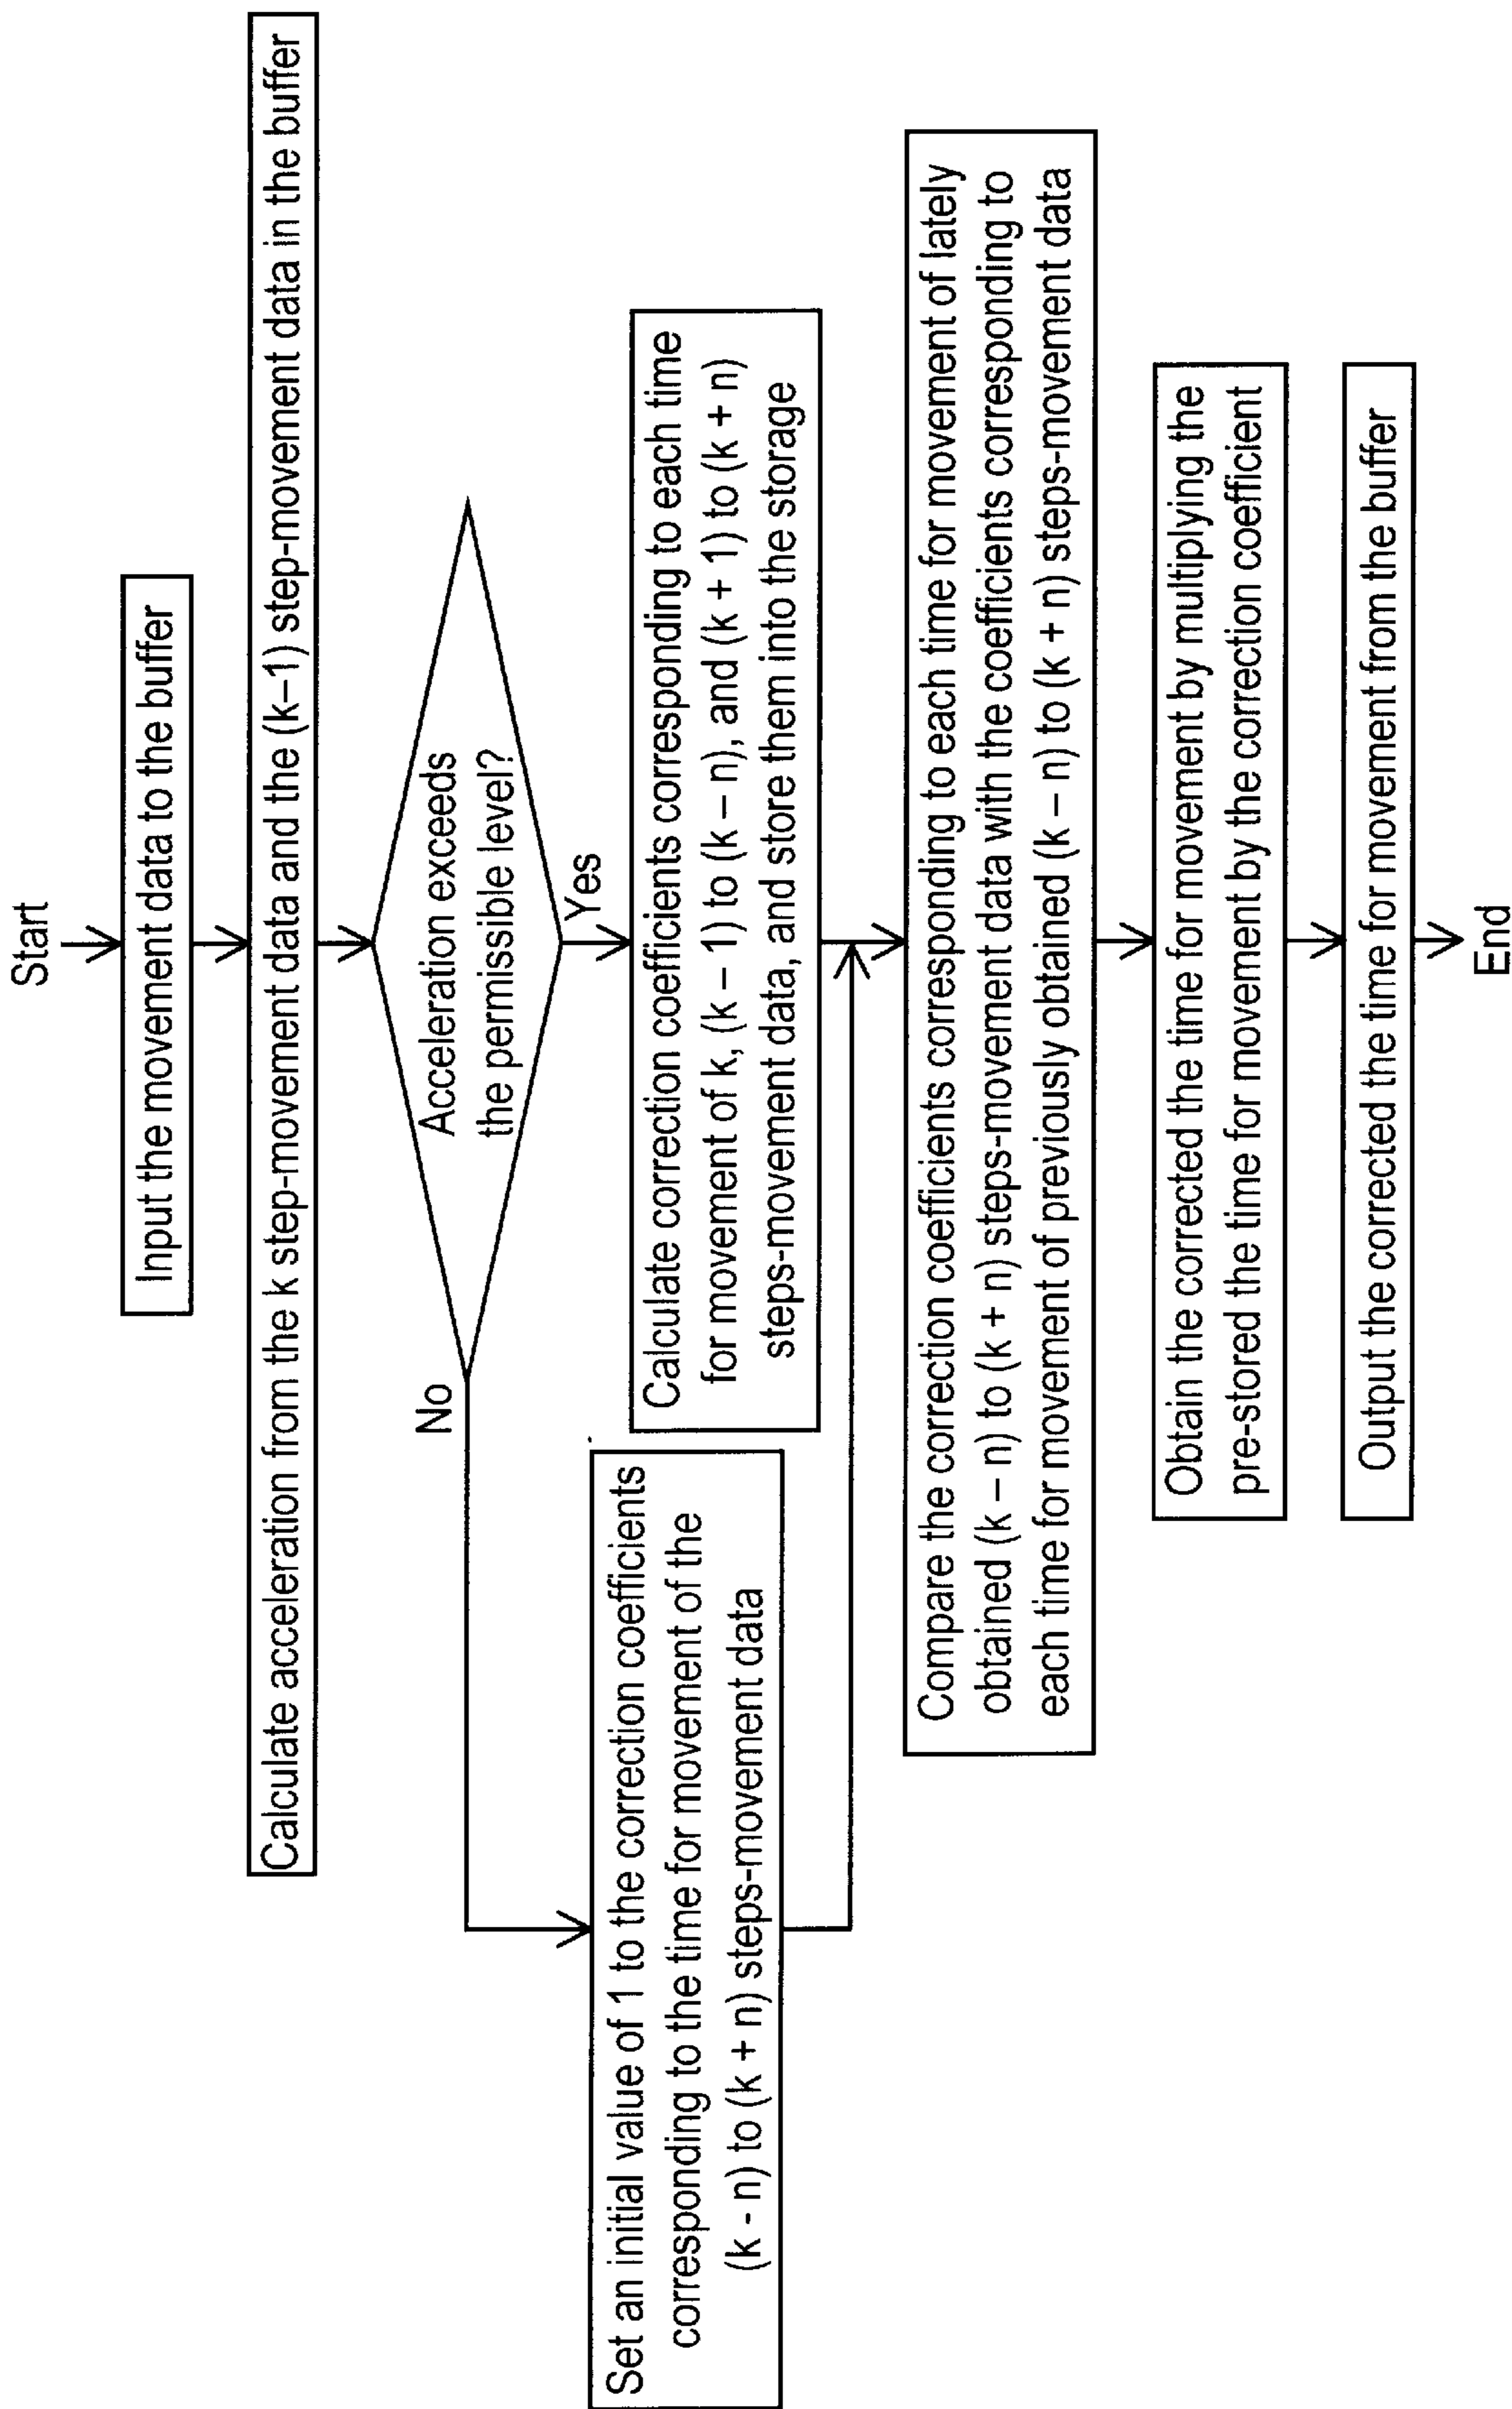 Start
Input the movement data to the buffer
Calculate acceleration from the k step-movement data and the (k–1) step-movement data in the buffer
Acceleration exceeds
the permissible level?
No
Yes
Set an initial value of 1 to the correction coefficients
corresponding to the time for movement of the
(k - n) to (k + n) steps-movement data
Calculate correction coefficients corresponding to each time
for movement of k, (k – 1) to (k – n), and (k + 1) to (k + n)
steps-movement data, and store them into the storage
Compare the correction coefficients corresponding to each time for movement of lately
obtained (k – n) to (k + n) steps-movement data with the coefficients corresponding to
each time for movement of previously obtained (k – n) to (k + n) steps-movement data
Obtain the corrected the time for movement by multiplying the
pre-stored the time for movement by the correction coefficient
Output the corrected the time for movement from the buffer
End